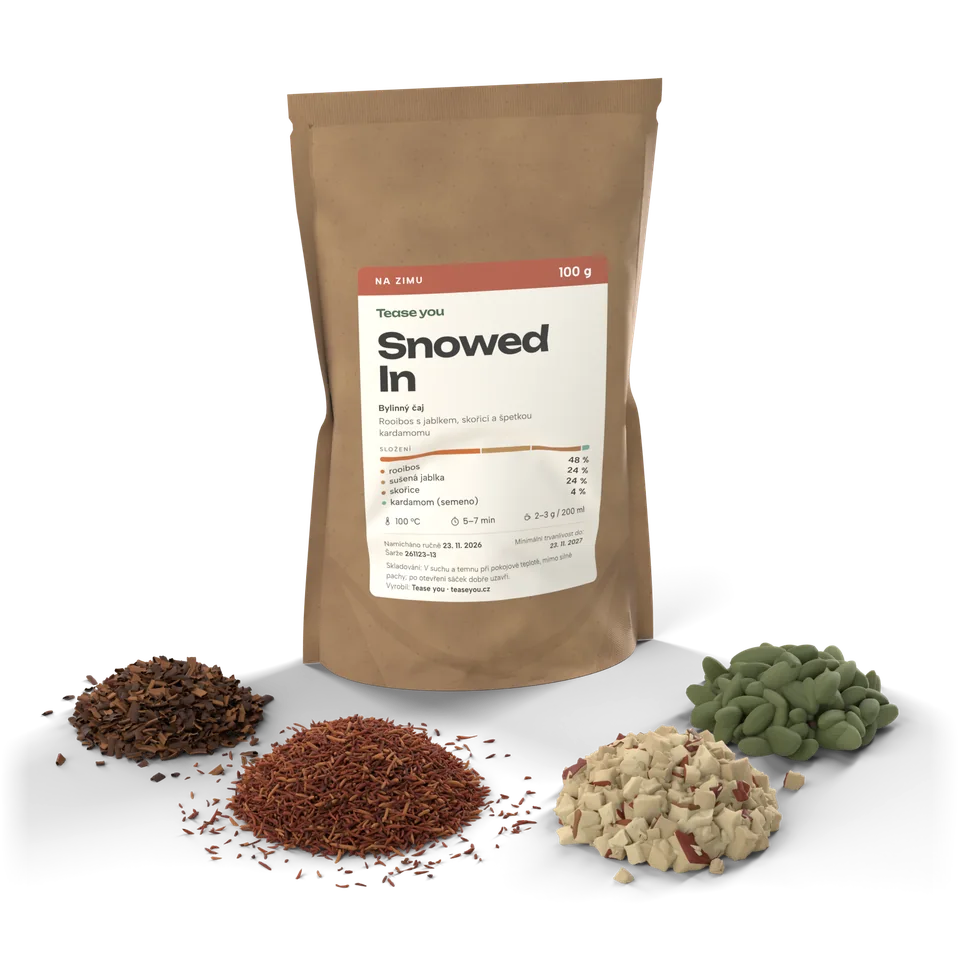 NA ZIMU 100 g
Tease you
Snowed
In
Bylinný čaj
Rooibos s jablkem, skořicí a špetkou
kardamomu
SLOŽENÍ
rooibos 48 %
sušená jablka 24 %
skořice 24 %
kardamom (semeno) 4 %
100 °C 5–7 min 2–3 g / 200 ml
Namícháno ručně 23. 11. 2026
Šarže 261123-13
Minimální trvanlivost do:
23. 11. 2027
Skladování: V suchu a temnu při pokojové teplotě, mimo silné
pachy; po otevření sáček dobře uzavři.
Vyrobil: Tease you · teaseyou.cz